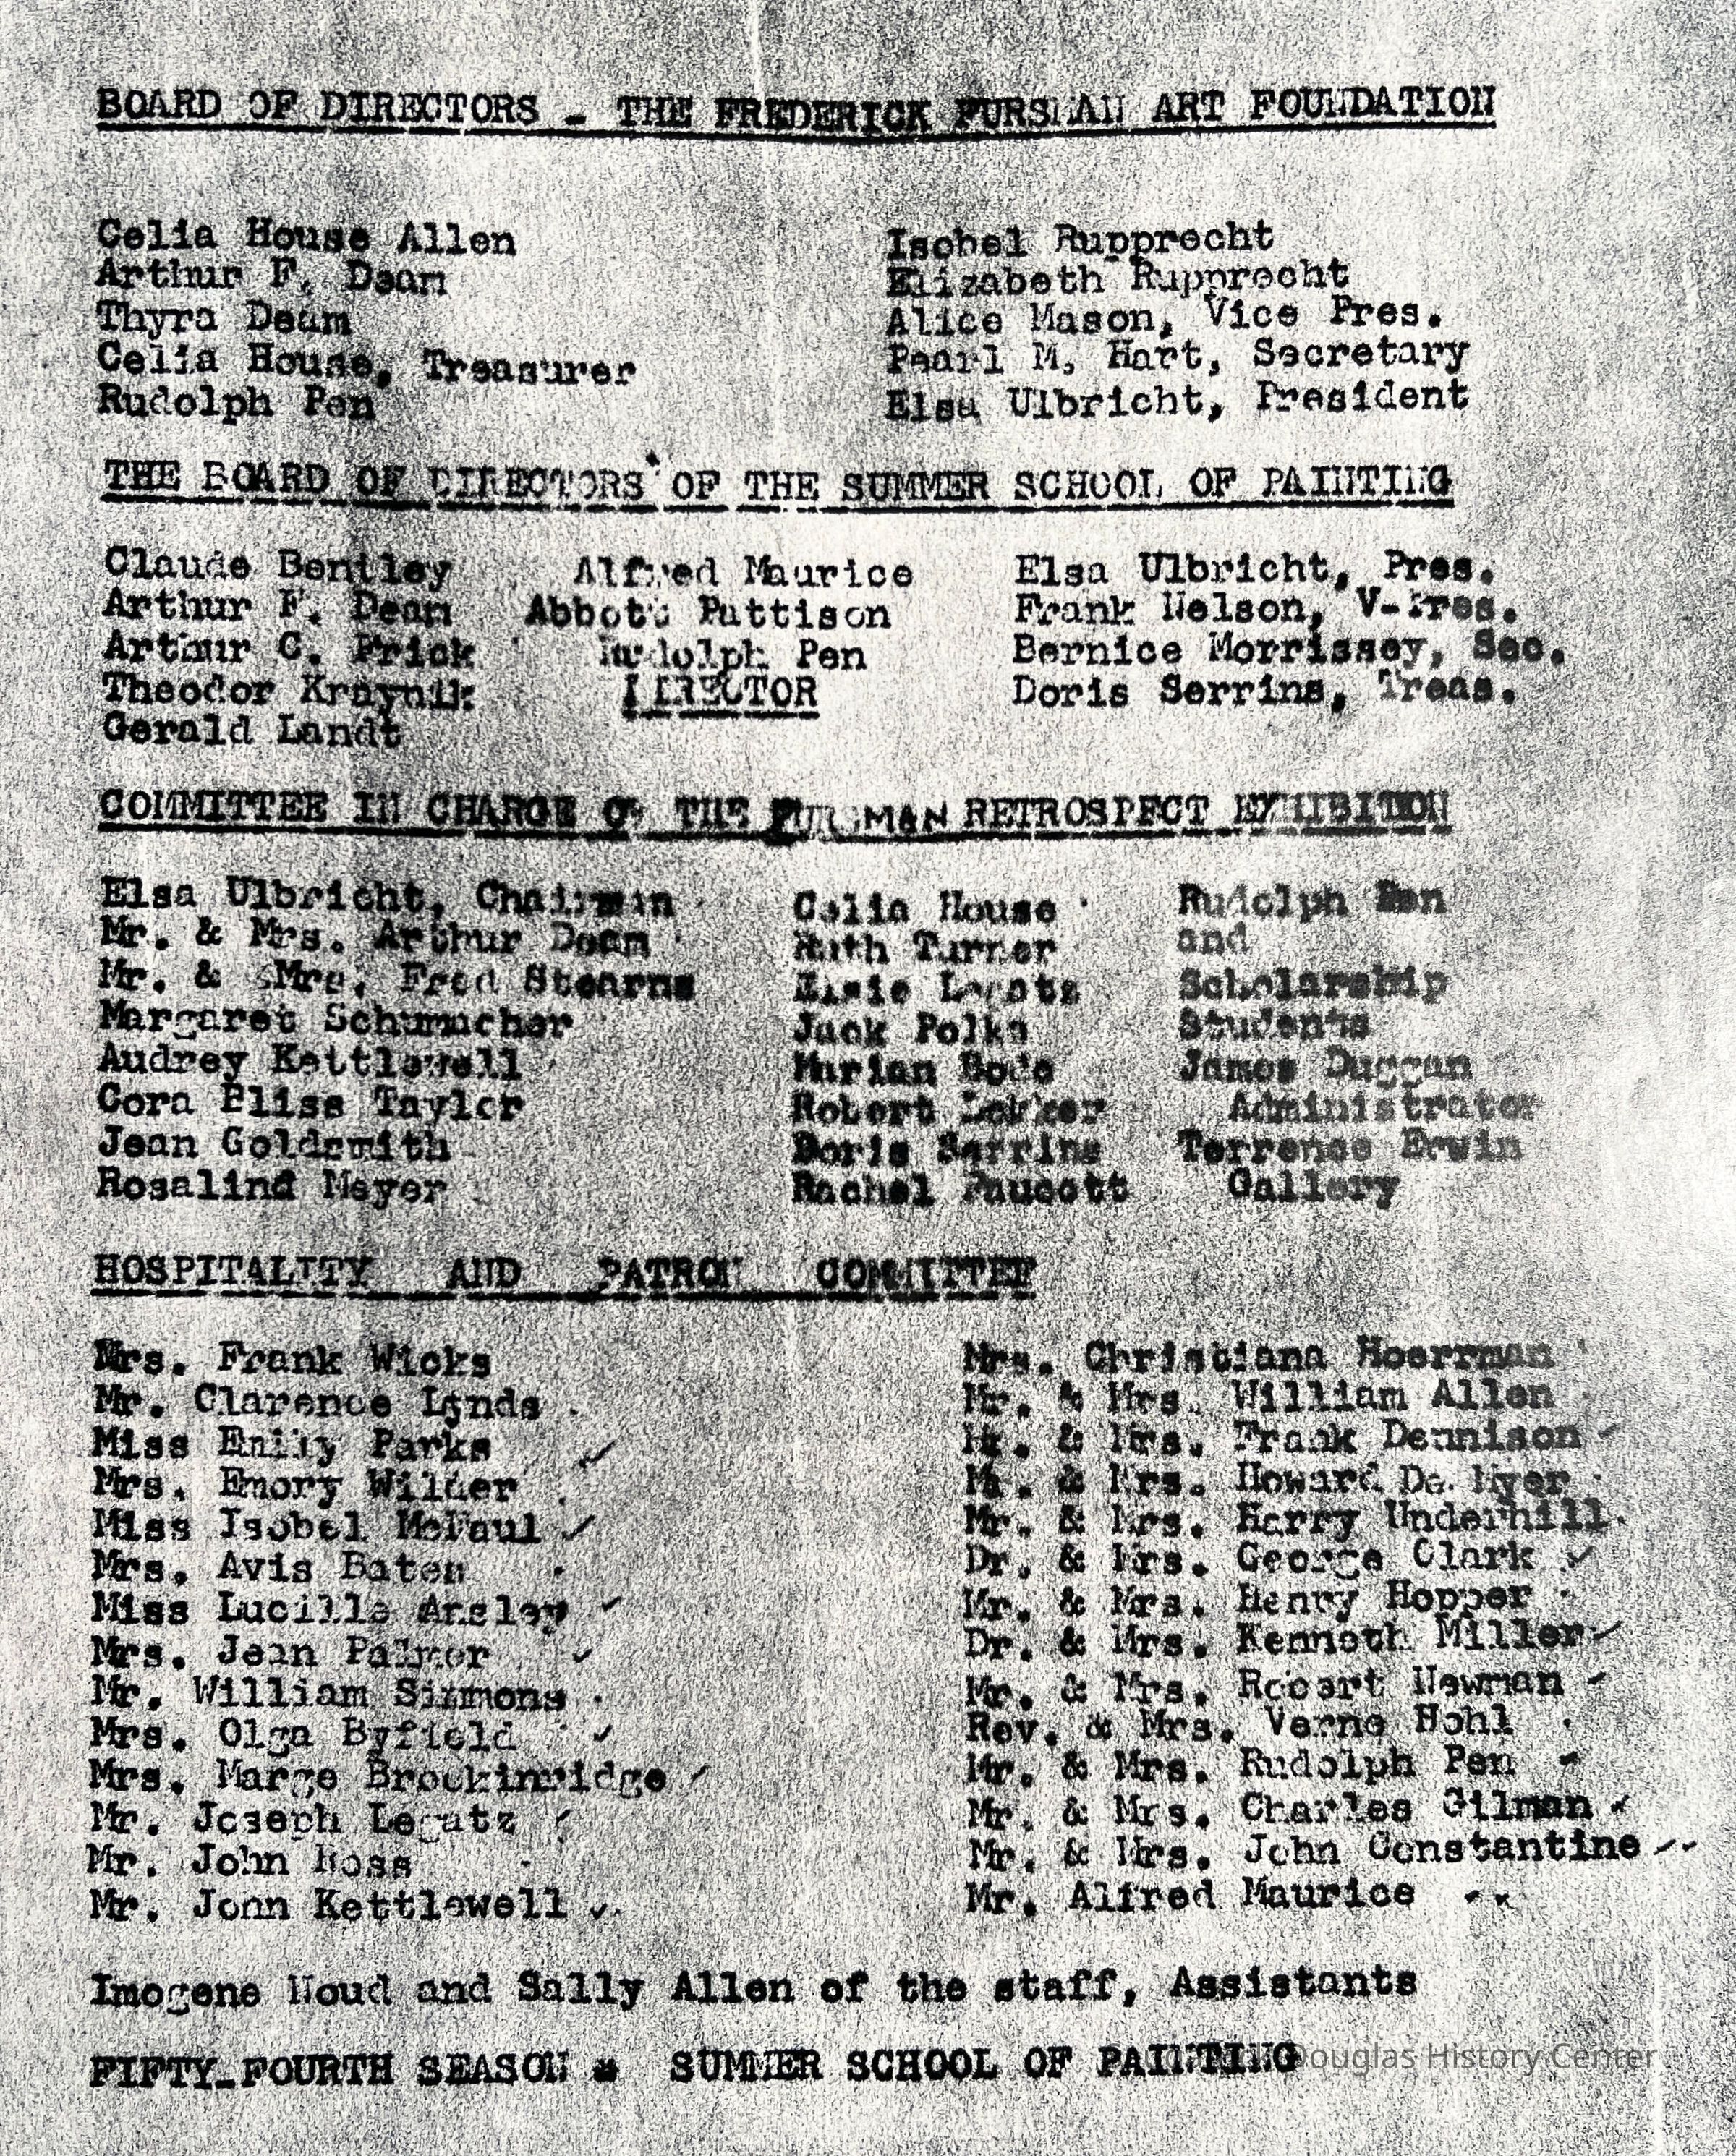 BOARD OF DIRECTORS - THE FREDERICK FURSMAN ART FOUNDATION
Celia House Allen
Arthur F. Deam
Thyra Deam
Celia House, Treasurer
Rudolph Pen
Isobel Rupprecht
Elizabeth Rupprecht
Alice Mason, Vice Pres.
Pearl M. Hart, Secretary
Elsa Ulbricht, President
THE BOARD OF DIRECTORS OF THE SUMMER SCHOOL OF PAINTING
Claude Bentley
Arthur F. Deam
Arthur C. Frick
Theodor
Gerald Landt
Alfred Maurice
Abbott Pattison
Rudolph Pen
DIRECTOR
Elsa Ulbricht, Pres.
Frank Nelson, V-Pres.
Bernice Morrissey, Sec.
Doris Serrins, Treas.
COMMITTEE IN CHARGE OF THE FURSMAN RETROSPECT EXHIBITION
Elsa Ulbricht, Chairman
Mr. & Mrs. Arthur Deam
Mr. & Mrs. Fred Stearns
Margaret Schumacher
Audrey Kettlewell
Cora Bliss Taylor
Jean Goldsmith
Rosalind Meyer
Celia House
Ruth Turner
Elsie Legatz
Jack Polka
Marian Bode
Robert
Doris Serrins
Rachel Faucett
Rudolph Pen
and
Scholarship
Students
James Duggan
Administrator
Terrence Erwin
Gallery
HOSPITALITY AND PATRON COMMITTEE
Mrs. Frank Wicks
Mr. Clarence Lynds
Miss Emily Parks
Mrs. Emory Wilder
Miss Isobel McFaul
Mrs. Avis Baten
Miss Lucille Ansley
Mrs. Jean Palmer
Mr. William Simmons
Mrs. Olga Byfield
Mrs. Marge Brockinridge
Mr. Joseph Legatz
Mr. John Ross
Mr. John Kettlewell
Mrs. Christiana Hoerrman
Mr. & Mrs. William Allen
Mr. & Mrs. Frank Dennison
Mr. & Mrs. Howard De
Mr. & Mrs. Harry Underhill
Dr. & Mrs. George Clark
Mr. & Mrs. Henry Hopper
Dr. & Mrs. Kenneth Miller
Mr. & Mrs. Robert Newman
Rev. & Mrs. Verne Hohl
Mr. & Mrs. Rudolph Pen
Mr. & Mrs. Charles Gilman
Mr. & Mrs. John Constantine
Mr. Alfred Maurice
Imogene and Sally Allen of the staff, Assistants
FIFTY-FOURTH SEASON - SUMMER SCHOOL OF PAINTING
Douglas History Center